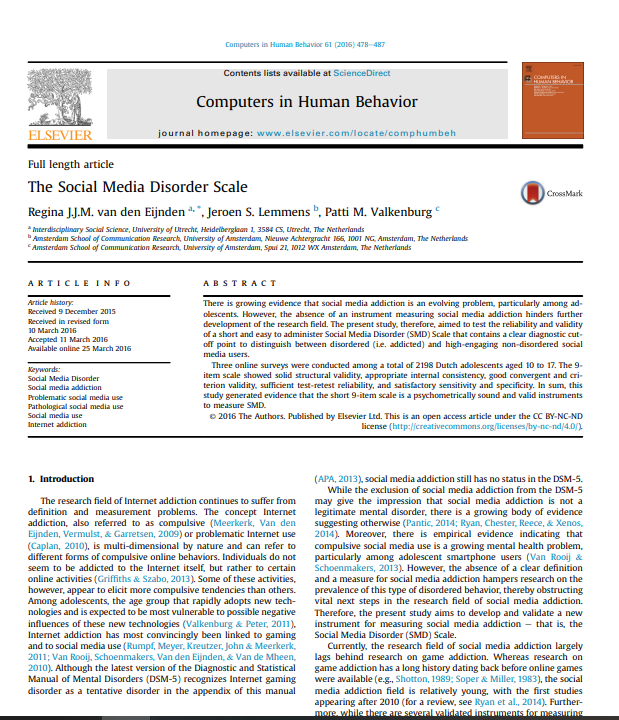 Computers in Human Behavior 61 (2016) 478–487
Contents lists available at ScienceDirect
Computers in Human Behavior
journal homepage: www.elsevier.com/locate/comphumbeh
ELSEVIER
COMPUTERS IN
HUMAN BEHAVIOR
Full length article
The Social Media Disorder Scale
CrossMark
Regina J.J.M. van den Eijnden a, *, Jeroen S. Lemmens b, Patti M. Valkenburg c
a Interdisciplinary Social Science, University of Utrecht, Heidelberglaan 1, 3584 CS, Utrecht, The Netherlands
b Amsterdam School of Communication Research, University of Amsterdam, Nieuwe Achtergracht 166, 1001 NG, Amsterdam, The Netherlands
c Amsterdam School of Communication Research, University of Amsterdam, Spui 21, 1012 WX Amsterdam, The Netherlands
ARTICLE INFO
Article history:
Received 9 December 2015
Received in revised form
10 March 2016
Accepted 11 March 2016
Available online 25 March 2016
Keywords:
Social Media Disorder
Social media addiction
Problematic social media use
Pathological social media use
Social media use
Internet addiction
ABSTRACT
There is growing evidence that social media addiction is an evolving problem, particularly among ad-
olescents. However, the absence of an instrument measuring social media addiction hinders further
development of the research field. The present study, therefore, aimed to test the reliability and validity
of a short and easy to administer Social Media Disorder (SMD) Scale that contains a clear diagnostic cut-
off point to distinguish between disordered (i.e. addicted) and high-engaging non-disordered social
media users.
Three online surveys were conducted among a total of 2198 Dutch adolescents aged 10 to 17. The 9-
item scale showed solid structural validity, appropriate internal consistency, good convergent and cri-
terion validity, sufficient test-retest reliability, and satisfactory sensitivity and specificity. In sum, this
study generated evidence that the short 9-item scale is a psychometrically sound and valid instruments
to measure SMD.
© 2016 The Authors. Published by Elsevier Ltd. This is an open access article under the CC BY-NC-ND
license (http://creativecommons.org/licenses/by-nc-nd/4.0/).
1. Introduction
The research field of Internet addiction continues to suffer from
definition and measurement problems. The concept Internet
addiction, also referred to as compulsive (Meerkerk, Van den
Eijnden, Vermulst, & Garretsen, 2009) or problematic Internet use
(Caplan, 2010), is multi-dimensional by nature and can refer to
different forms of compulsive online behaviors. Individuals do not
seem to be addicted to the Internet itself, but rather to certain
online activities (Griffiths & Szabo, 2013). Some of these activities,
however, appear to elicit more compulsive tendencies than others.
Among adolescents, the age group that rapidly adopts new tech-
nologies and is expected to be most vulnerable to possible negative
influences of these new technologies (Valkenburg & Peter, 2011),
Internet addiction has most convincingly been linked to gaming
and to social media use (Rumpf, Meyer, Kreutzer, John & Meerkerk,
2011; Van Rooij, Schoenmakers, Van den Eijnden, & Van de Mheen,
2010). Although the latest version of the Diagnostic and Statistical
Manual of Mental Disorders (DSM-5) recognizes Internet gaming
disorder as a tentative disorder in the appendix of this manual
(APA, 2013), social media addiction still has no status in the DSM-5.
While the exclusion of social media addiction from the DSM-5
may give the impression that social media addiction is not a
legitimate mental disorder, there is a growing body of evidence
suggesting otherwise (Pantic, 2014; Ryan, Chester, Reece, & Xenos,
2014). Moreover, there is empirical evidence indicating that
compulsive social media use is a growing mental health problem,
particularly among adolescent smartphone users (Van Rooij &
Schoenmakers, 2013). However, the absence of a clear definition
and a measure for social media addiction hampers research on the
prevalence of this type of disordered behavior, thereby obstructing
vital next steps in the research field of social media addiction.
Therefore, the present study aims to develop and validate a new
instrument for measuring social media addiction – that is, the
Social Media Disorder (SMD) Scale.
Currently, the research field of social media addiction largely
lags behind research on game addiction. Whereas research on
game addiction has a long history dating back before online games
were available (e.g., Shotton, 1989; Soper & Miller, 1983), the social
media addiction field is relatively young, with the first studies
appearing after 2010 (for a review, see Ryan et al., 2014). Further-
more, while there are several validated instruments for measuring